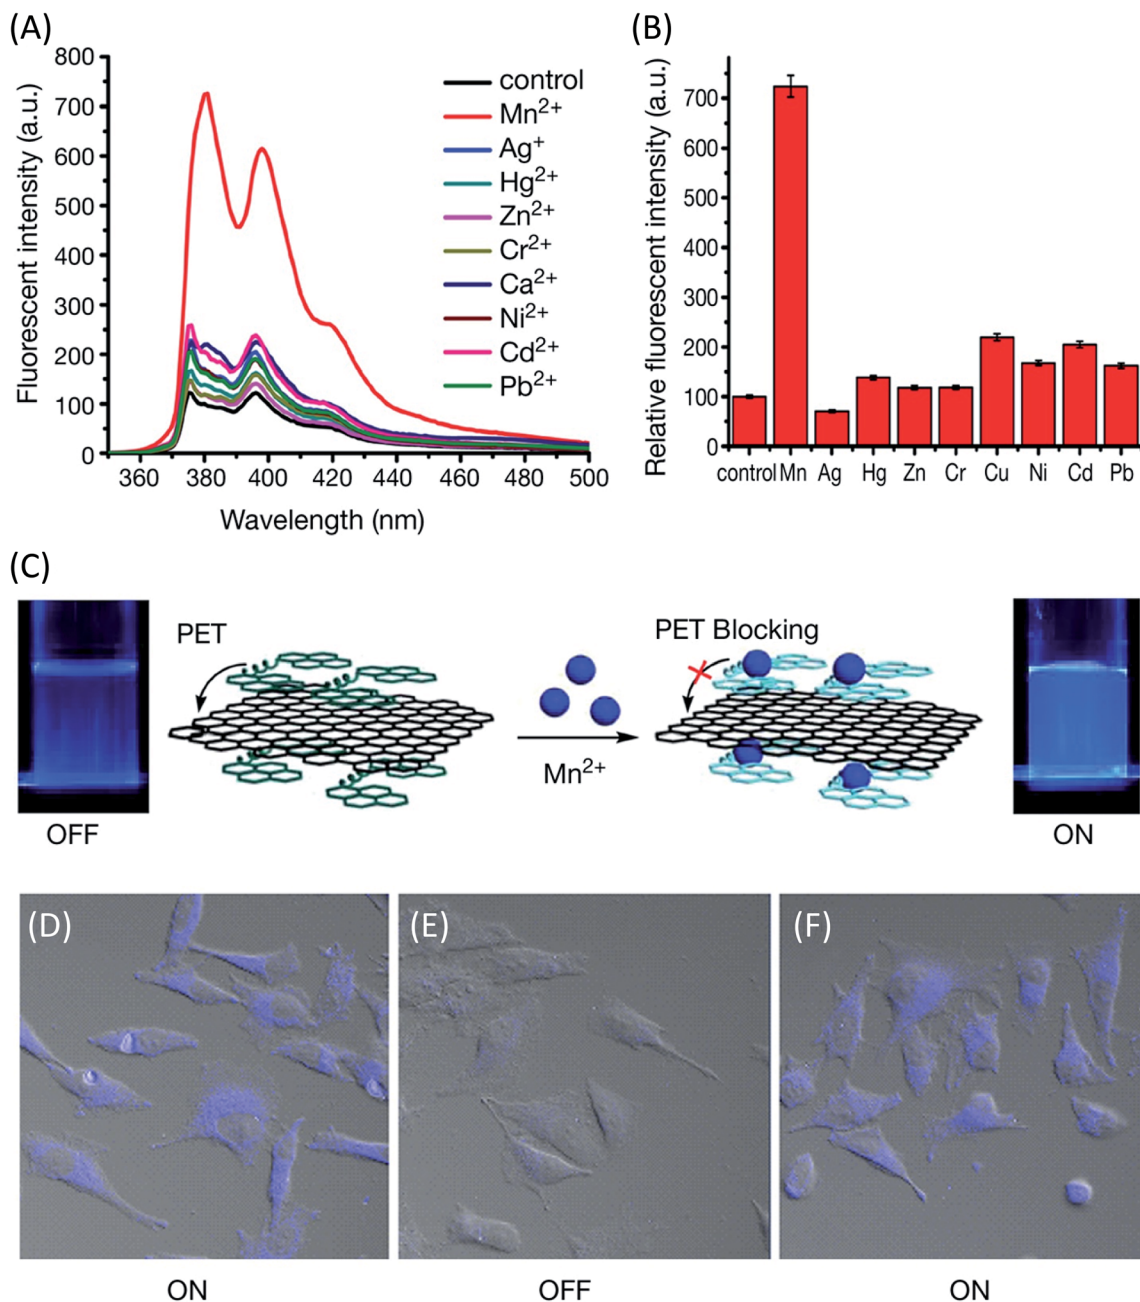 (A)
Fluorescent intensity (a.u.)
800
700
600
500
400
300
200
100
0
360 380 400 420 440 460 480 500
Wavelength (nm)
control
Mn²⁺
Ag⁺
Hg²⁺
Zn²⁺
Cr²⁺
Ca²⁺
Ni²⁺
Cd²⁺
Pb²⁺
(B)
Relative fluorescent intensity (a.u.)
700
600
500
400
300
200
100
0
control Mn Ag Hg Zn Cr Cu Ni Cd Pb
(C)
OFF
PET
Mn²⁺
PET Blocking
ON
(D) (E) (F)
ON OFF ON